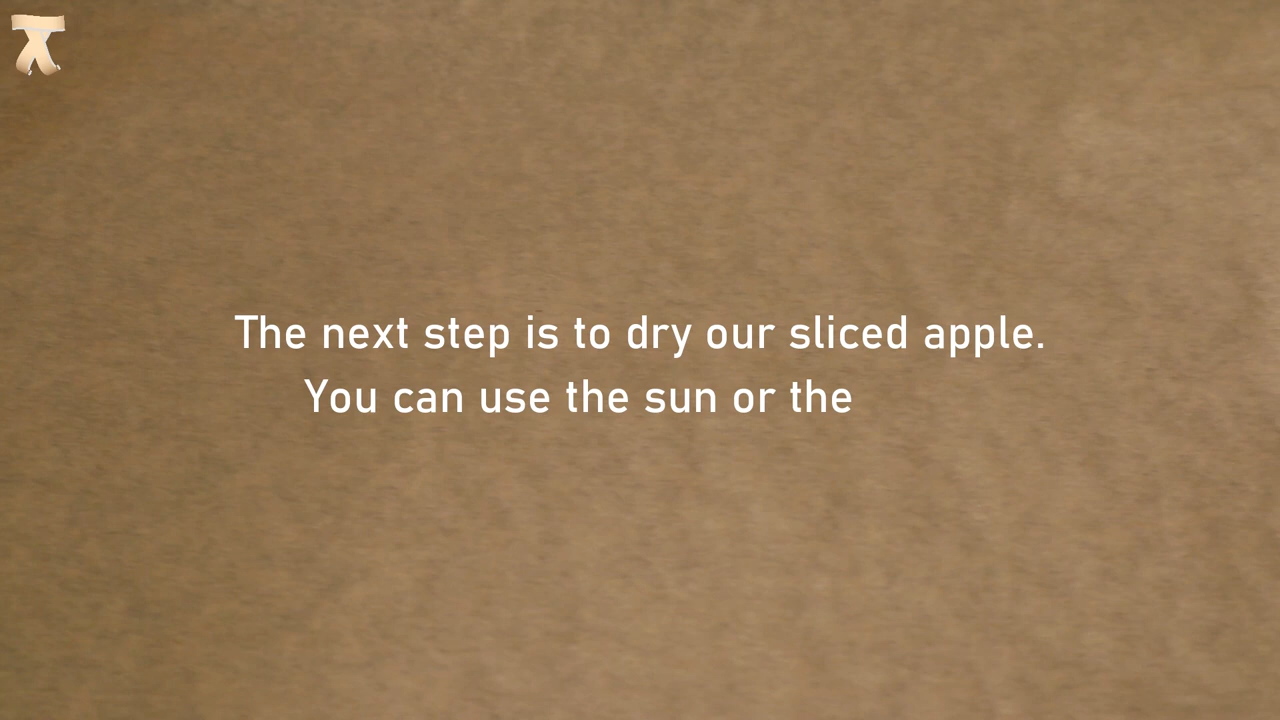 The next step is to dry our sliced apple.
You can use the sun or the